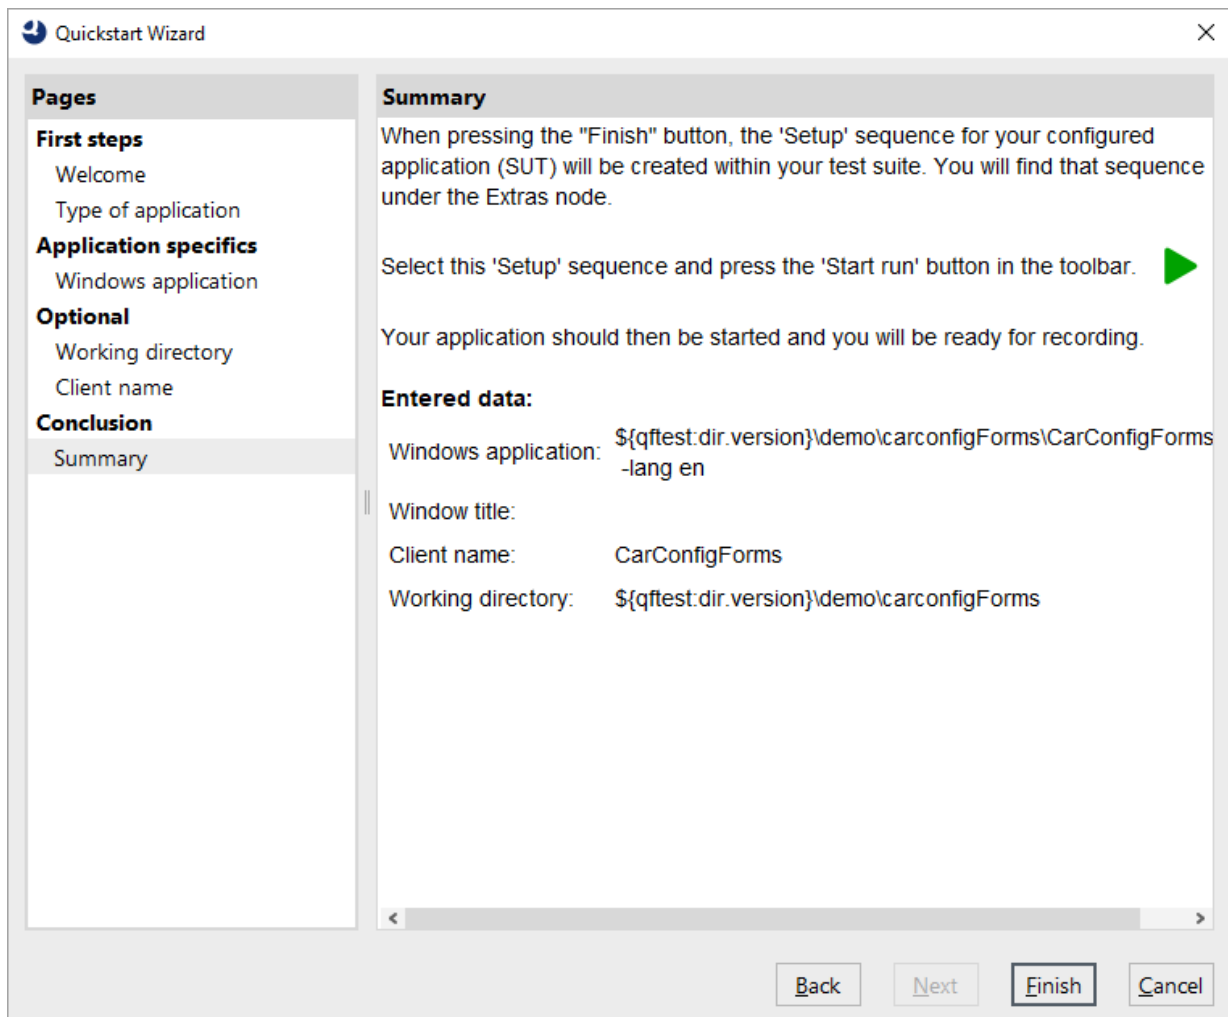 Quickstart Wizard
Pages
First steps
Welcome
Type of application
Application specifics
Windows application
Optional
Working directory
Client name
Conclusion
Summary
Summary
When pressing the "Finish" button, the 'Setup' sequence for your configured
application (SUT) will be created within your test suite. You will find that sequence
under the Extras node.
Select this 'Setup' sequence and press the 'Start run' button in the toolbar.
Your application should then be started and you will be ready for recording.
Entered data:
Windows application: ${qftest:dir.version}\demo\carconfigForms\CarConfigForms
-lang en
Window title:
Client name: CarConfigForms
Working directory: ${qftest:dir.version}\demo\carconfigForms
Back Next Finish Cancel